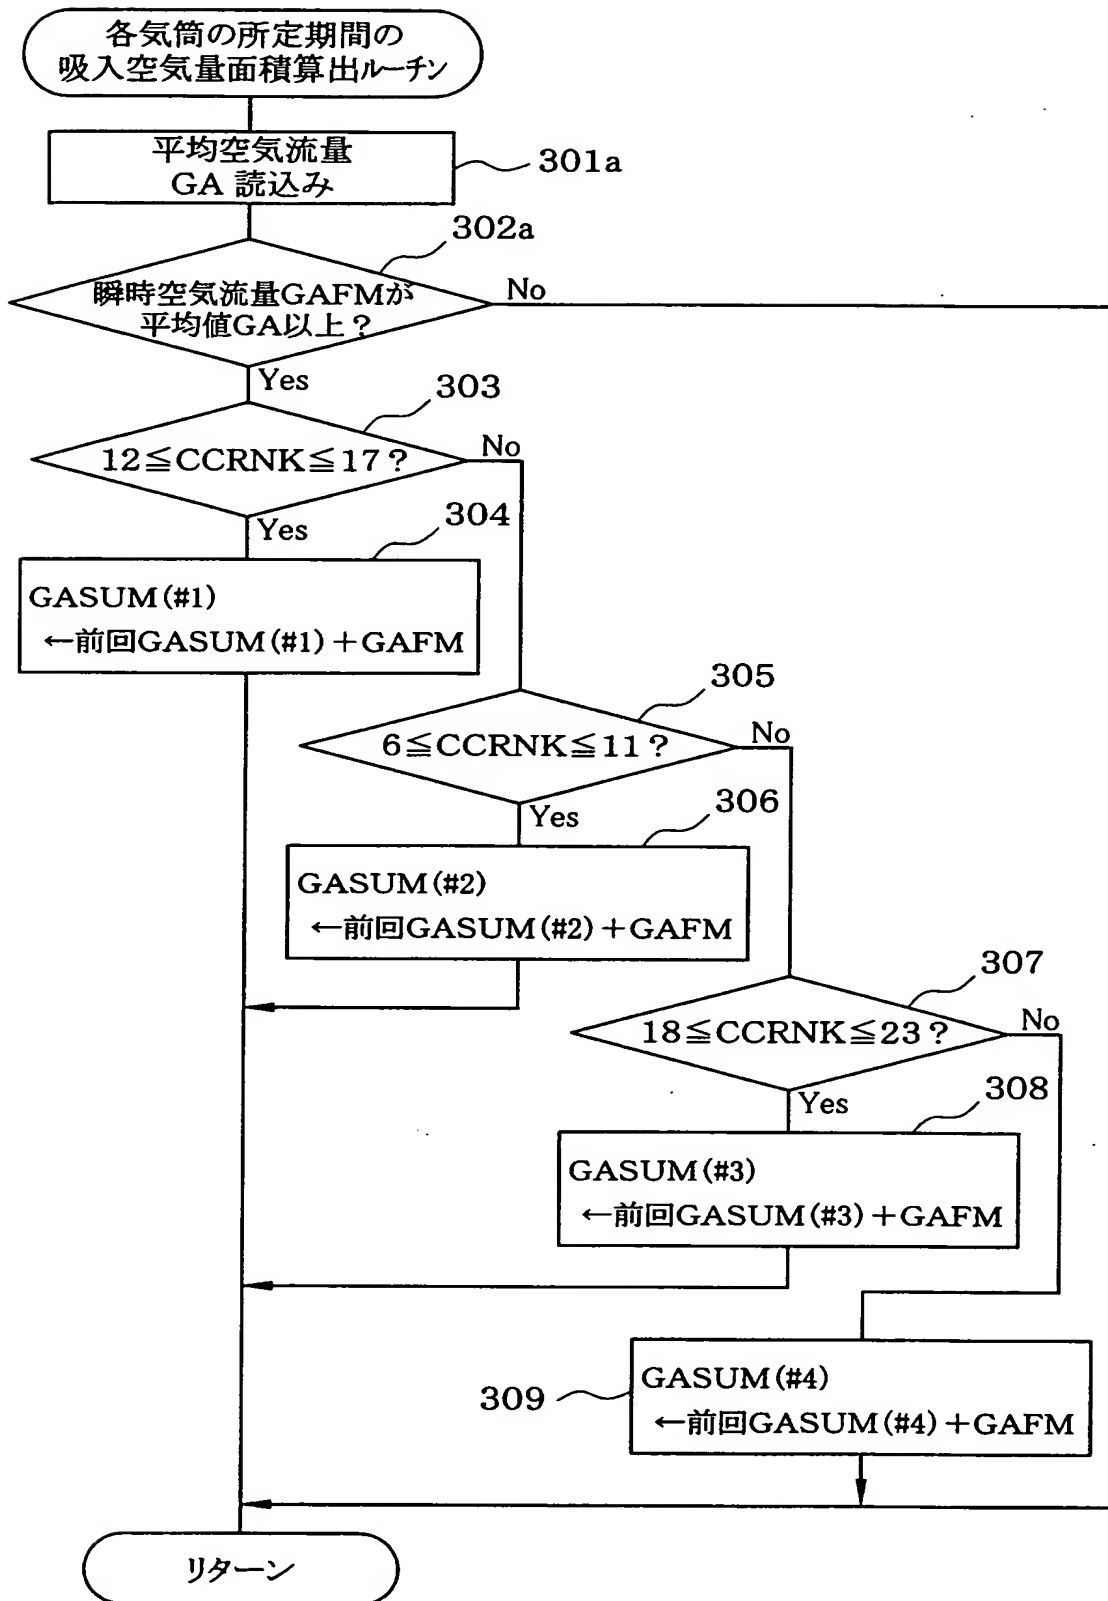 各気筒の所定期間の
吸入空気量面積算出ルーチン
平均空気流量
GA 読込み
301a
302a
瞬時空気流量GAFMが
平均値GA以上？
No
Yes
303
12≦CCRNK≦17？
No
Yes
304
GASUM(#1)
←前回GASUM(#1)＋GAFM
305
6≦CCRNK≦11？
No
Yes
306
GASUM(#2)
←前回GASUM(#2)＋GAFM
307
18≦CCRNK≦23？
No
Yes
308
GASUM(#3)
←前回GASUM(#3)＋GAFM
309
GASUM(#4)
←前回GASUM(#4)＋GAFM
リターン